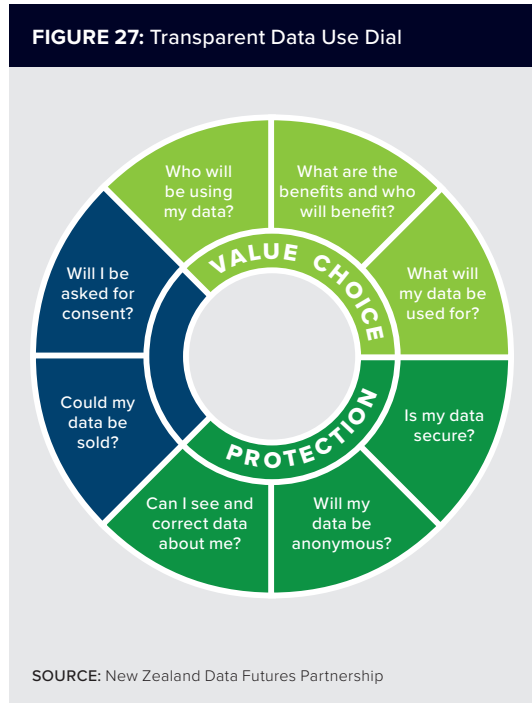 FIGURE 27: Transparent Data Use Dial
Who will
be using
my data?
What are the
benefits and who
will benefit?
What will
my data be
used for?
Is my data
secure?
Will my
data be
anonymous?
Can I see and
correct data
about me?
Could my
data be
sold?
Will I be
asked for
consent?
VALUE CHOICE
PROTECTION
SOURCE: New Zealand Data Futures Partnership